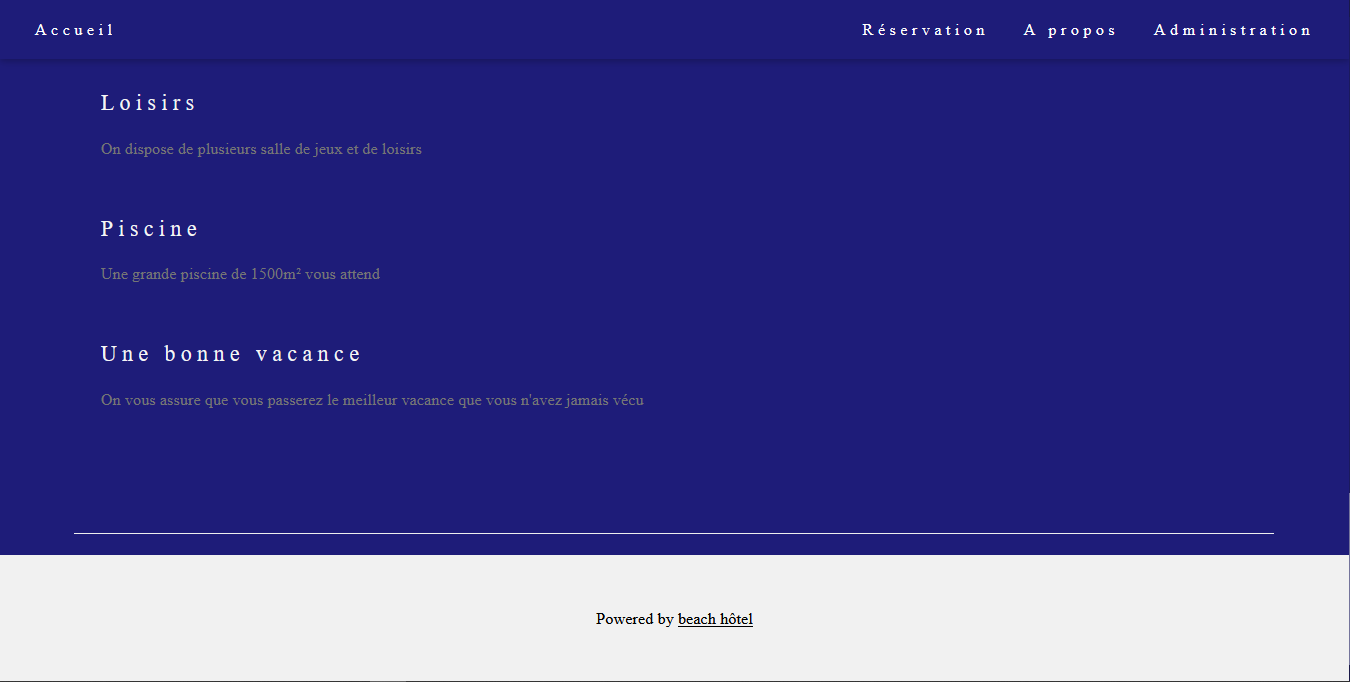 Accueil
Réservation
A propos
Administration
Loisirs
On dispose de plusieurs salle de jeux et de loisirs
Piscine
Une grande piscine de 1500m² vous attend
Une bonne vacance
On vous assure que vous passerez le meilleur vacance que vous n'avez jamais vécu
Powered by beach hôtel